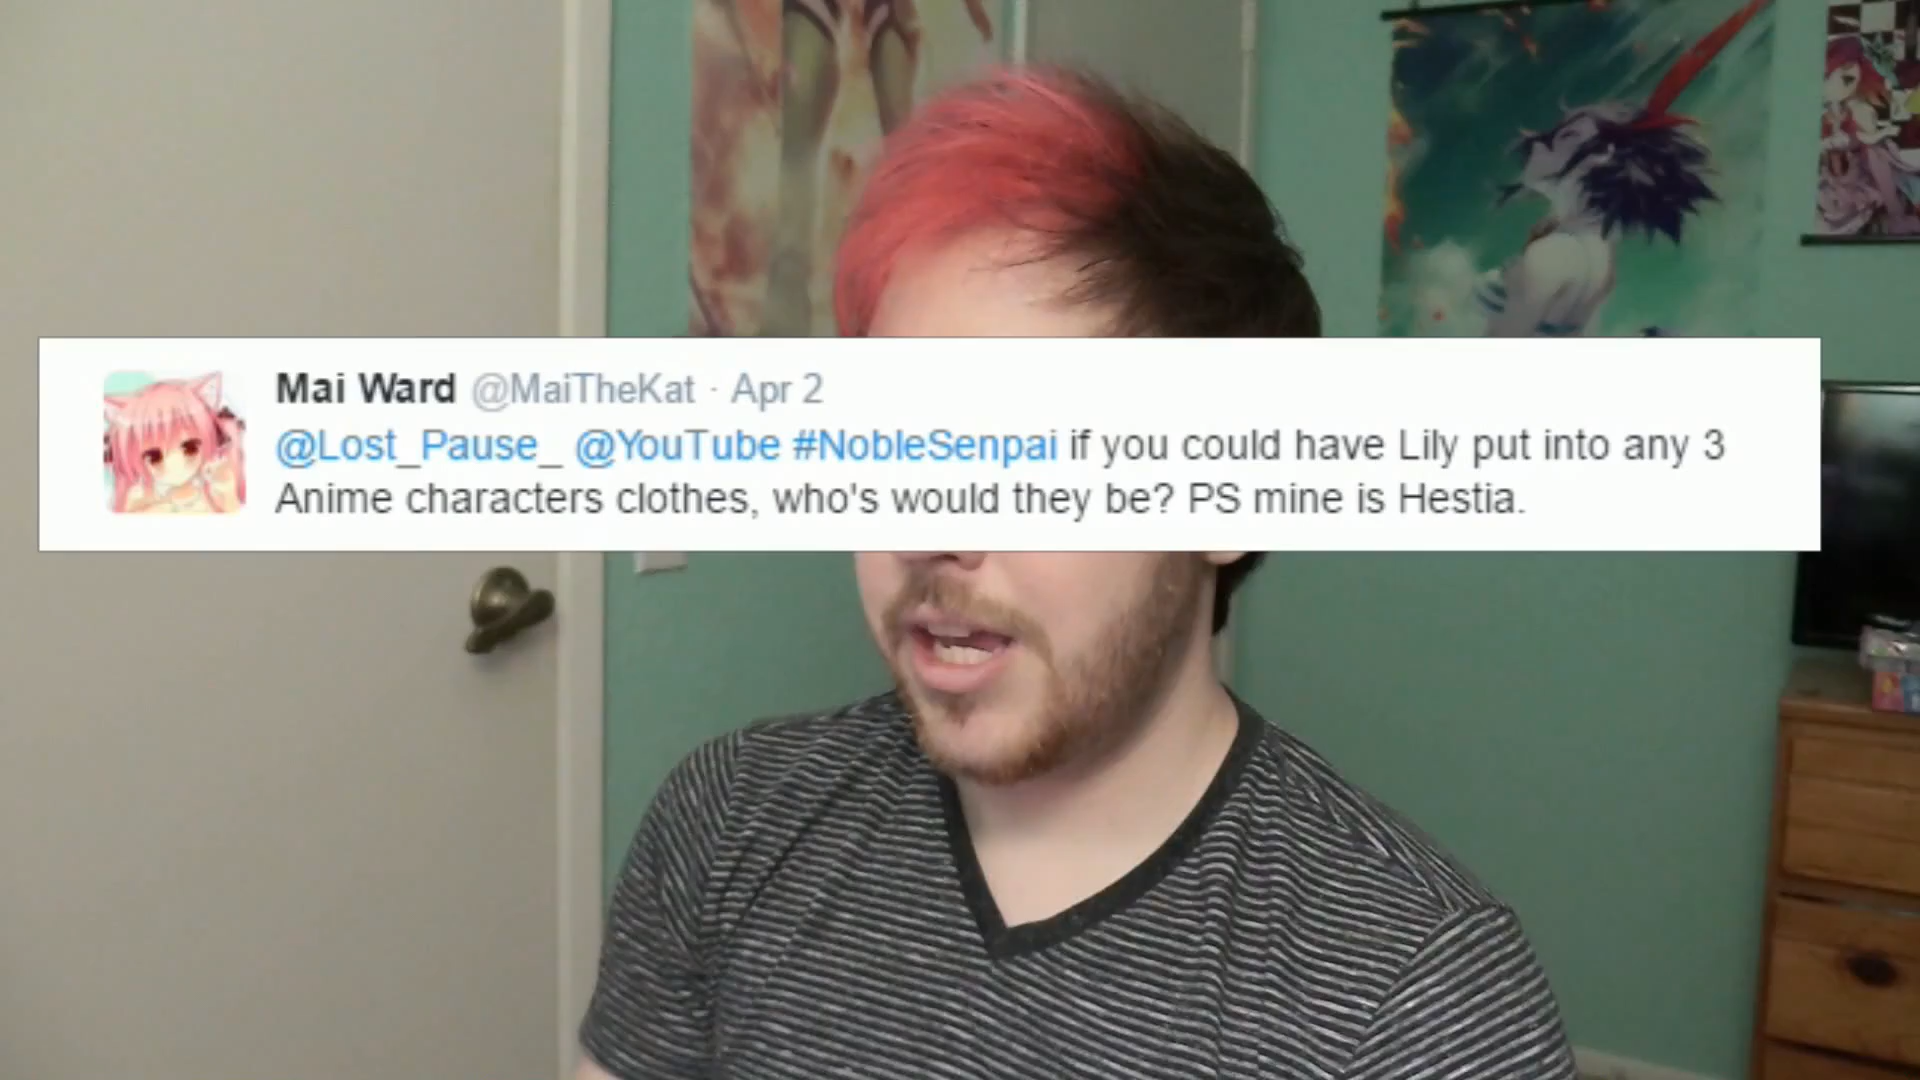 Mai Ward @MaiTheKat · Apr 2
@Lost_Pause_ @YouTube #NobleSenpai if you could have Lily put into any 3
Anime characters clothes, who's would they be? PS mine is Hestia.